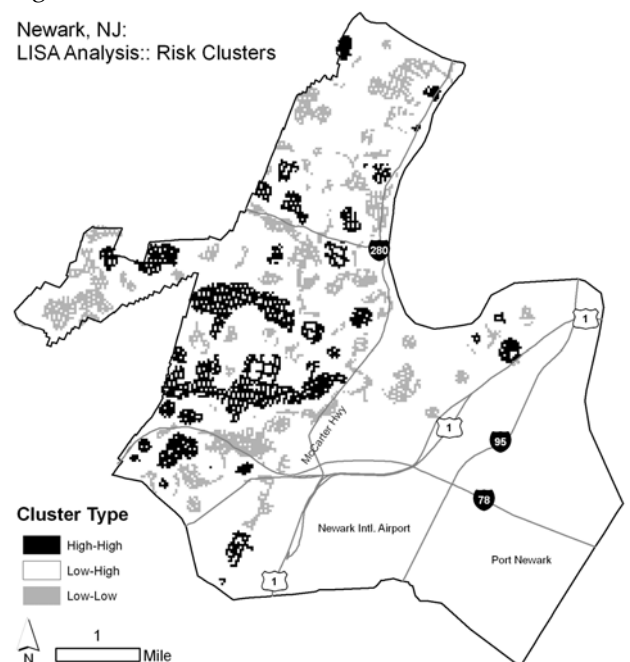 Newark, NJ:
LISA Analysis:: Risk Clusters
280
1
McCarter Hwy
1
95
78
Newark Intl. Airport
Port Newark
1
Cluster Type
High-High
Low-High
Low-Low
N
1
Mile